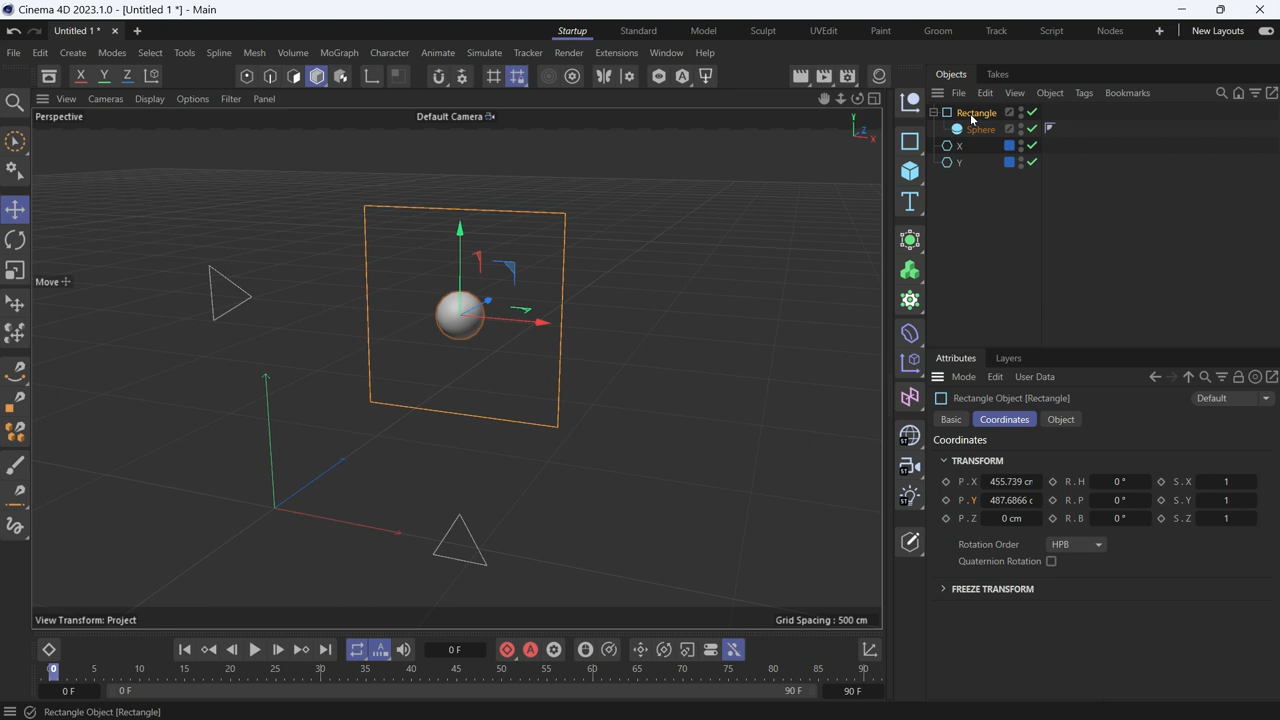 Cinema 4D 2023.1.0 - [Untitled 1 *] - Main
Untitled 1 *
Startup Standard Model Sculpt UVEdit Paint Groom Track Script Nodes New Layouts
File Edit Create Modes Select Tools Spline Mesh Volume MoGraph Character Animate Simulate Tracker Render Extensions Window Help
X Y Z
Objects Takes
File Edit View Object Tags Bookmarks
View Cameras Display Options Filter Panel
Perspective
Default Camera
Y
Z
X
Rectangle
Sphere
X
Y
Move
Attributes Layers
Mode Edit User Data
Rectangle Object [Rectangle]
Default
Basic Coordinates Object
Coordinates
TRANSFORM
P . X 455.739 cr R . H 0 ° S . X 1
P . Y 487.6866 c R . P 0 ° S . Y 1
P . Z 0 cm R . B 0 ° S . Z 1
Rotation Order HPB
Quaternion Rotation
FREEZE TRANSFORM
View Transform: Project
Grid Spacing : 500 cm
0 F
0 5 10 15 20 25 30 35 40 45 50 55 60 65 70 75 80 85 90
0 F 0 F 90 F 90 F
Rectangle Object [Rectangle]